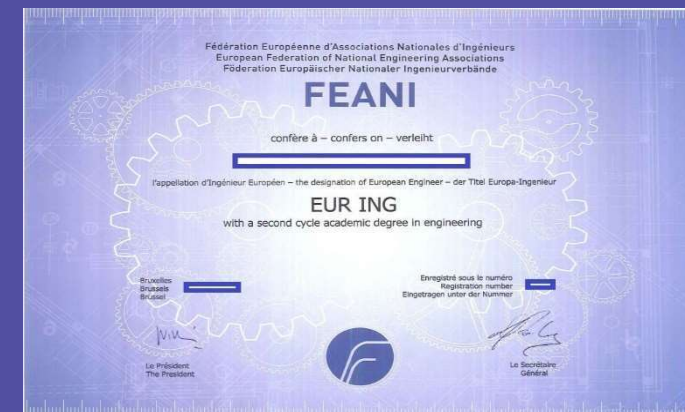 Fédération Européenne d'Associations Nationales d'Ingénieurs
European Federation of National Engineering Associations
Föderation Europäischer Nationaler Ingenieurverbände
FEANI
confère à – confers on – verleiht
l'appellation d'Ingénieur Européen – the designation of European Engineer – der Titel Europa-Ingenieur
EUR ING
with a second cycle academic degree in engineering
Bruxelles
Brussels
Brüssel
Enregistré sous le numéro
Registration number
Eingetragen unter der Nummer
Le Président
The President
Le Secrétaire
Général